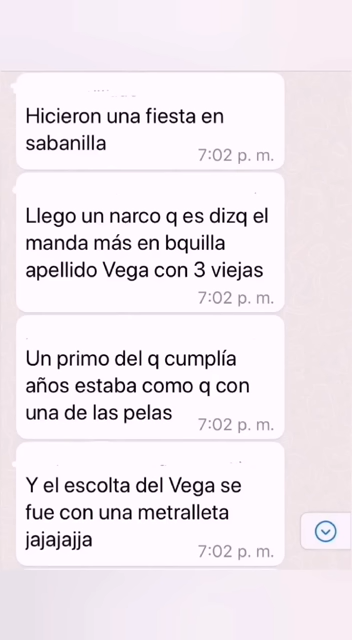 Hicieron una fiesta en
sabanilla
7:02 p. m.
Llego un narco q es dizq el
manda más en bquilla
apellido Vega con 3 viejas
7:02 p. m.
Un primo del q cumplía
años estaba como q con
una de las pelas
7:02 p. m.
Y el escolta del Vega se
fue con una metralleta
jajajajja
7:02 p. m.